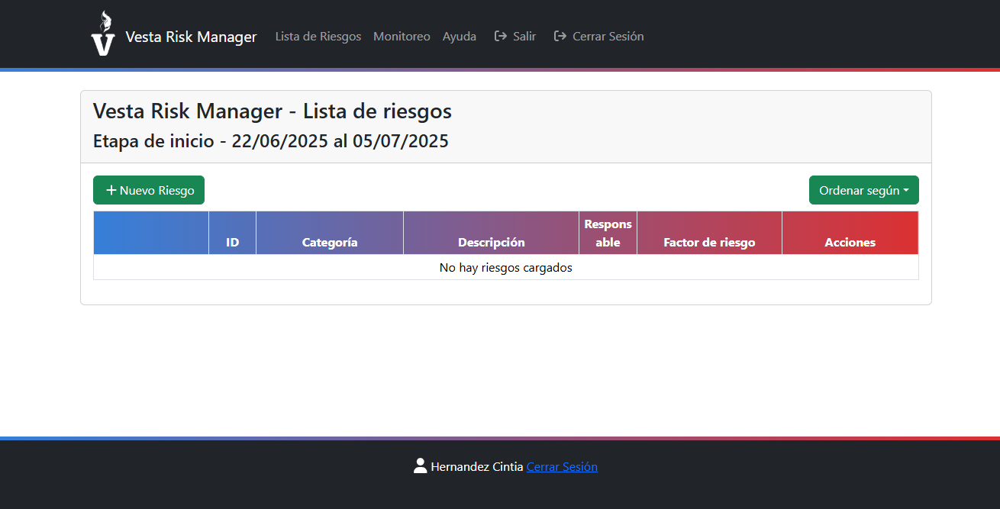 V
Vesta Risk Manager Lista de Riesgos Monitoreo Ayuda Salir Cerrar Sesión
Vesta Risk Manager - Lista de riesgos
Etapa de inicio - 22/06/2025 al 05/07/2025
Nuevo Riesgo Ordenar según
ID Categoría Descripción Respons
able Factor de riesgo Acciones
No hay riesgos cargados
Hernandez Cintia Cerrar Sesión